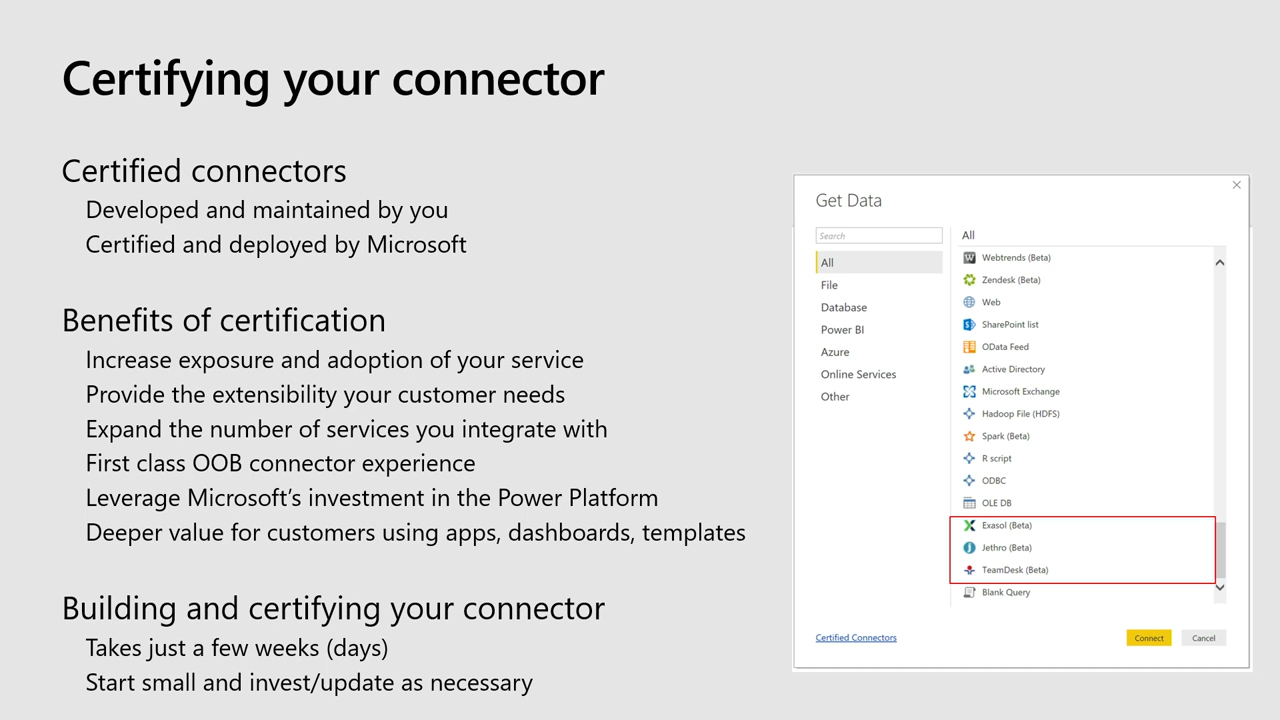 Certifying your connector
Certified connectors
Developed and maintained by you
Certified and deployed by Microsoft
Benefits of certification
Increase exposure and adoption of your service
Provide the extensibility your customer needs
Expand the number of services you integrate with
First class OOB connector experience
Leverage Microsoft's investment in the Power Platform
Deeper value for customers using apps, dashboards, templates
Building and certifying your connector
Takes just a few weeks (days)
Start small and invest/update as necessary
Get Data
Search
All
File
Database
Power BI
Azure
Online Services
Other
All
Webtrends (Beta)
Zendesk (Beta)
Web
SharePoint list
OData Feed
Active Directory
Microsoft Exchange
Hadoop File (HDFS)
Spark (Beta)
R script
ODBC
OLE DB
Exasol (Beta)
Jethro (Beta)
TeamDesk (Beta)
Blank Query
Certified Connectors
Connect
Cancel